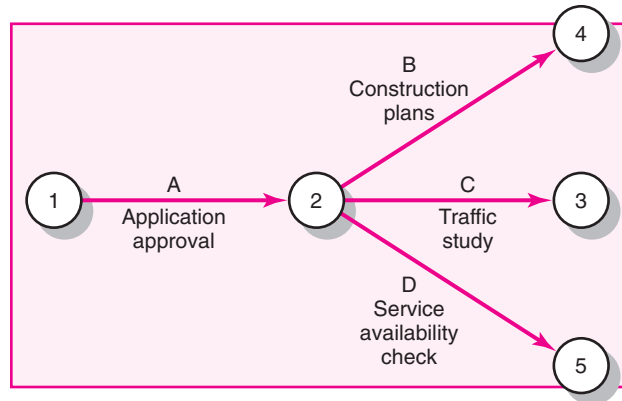 4
B
Construction
plans
1
A
Application
approval
2
C
Traffic
study
3
D
Service
availability
check
5